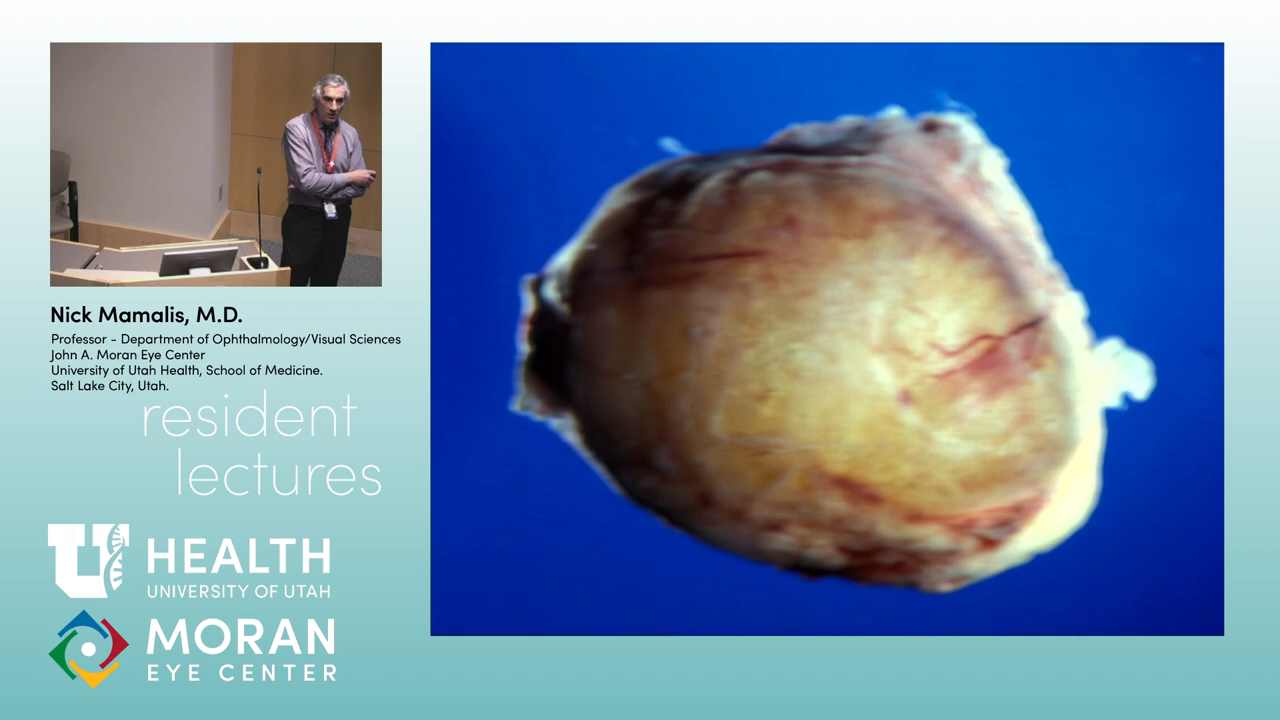 Nick Mamalis, M.D.
Professor - Department of Ophthalmology/Visual Sciences
John A. Moran Eye Center
University of Utah Health, School of Medicine.
Salt Lake City, Utah.
resident
lectures
U HEALTH
UNIVERSITY OF UTAH
MORAN
EYE CENTER